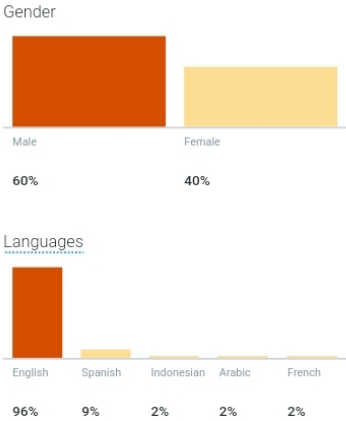 Gender
Male Female
60% 40%
Languages
English Spanish Indonesian Arabic French
96% 9% 2% 2% 2%